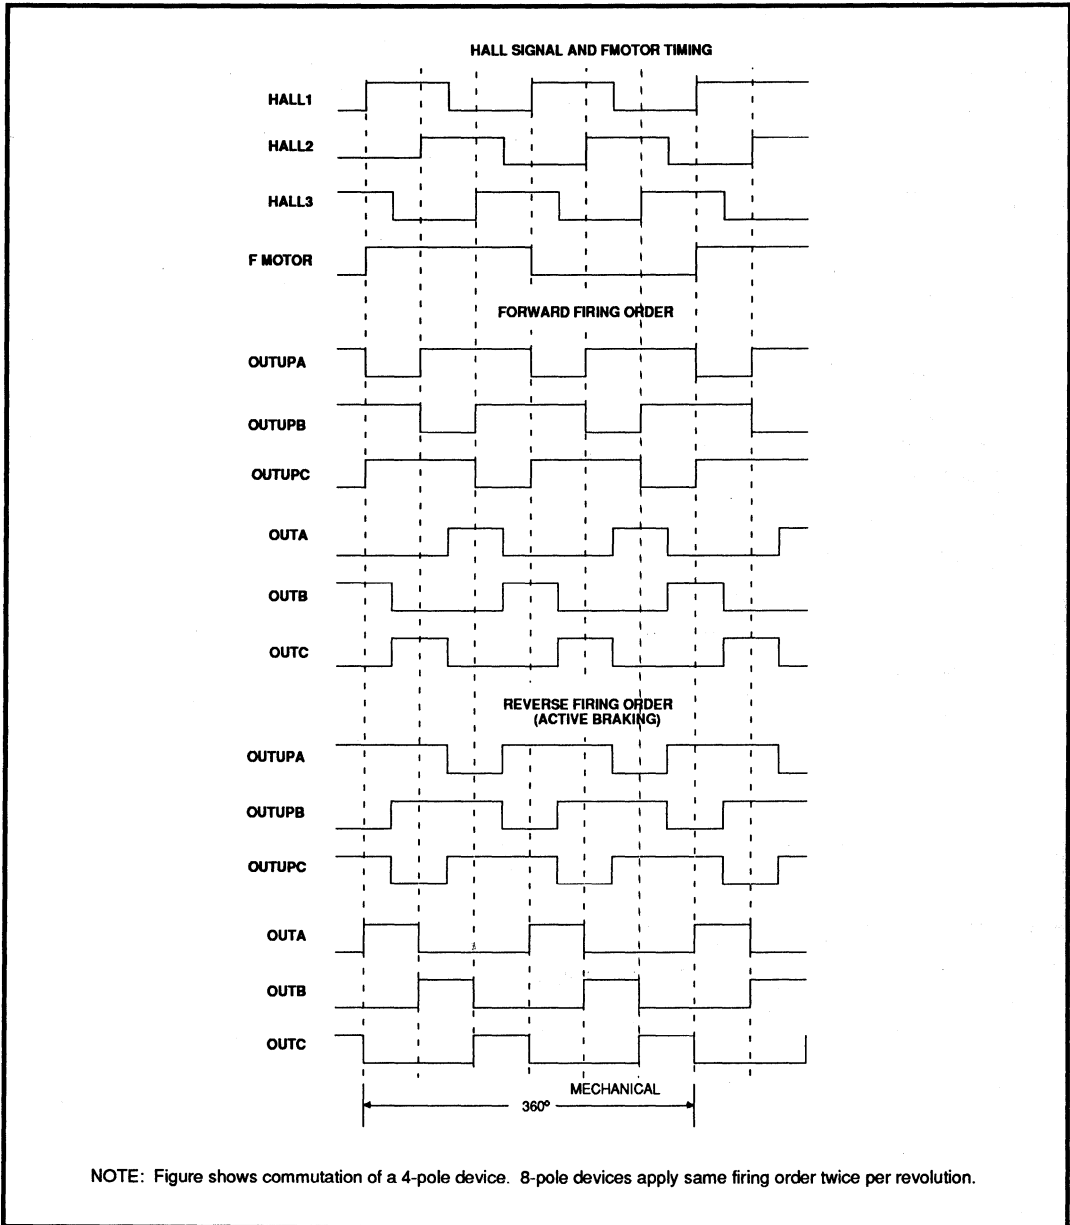 HALL SIGNAL AND FMOTOR TIMING
HALL1
HALL2
HALL3
F MOTOR
FORWARD FIRING ORDER
OUTUPA
OUTUPB
OUTUPC
OUTA
OUTB
OUTC
REVERSE FIRING ORDER
(ACTIVE BRAKING)
OUTUPA
OUTUPB
OUTUPC
OUTA
OUTB
OUTC
MECHANICAL
360º
NOTE: Figure shows commutation of a 4-pole device. 8-pole devices apply same firing order twice per revolution.